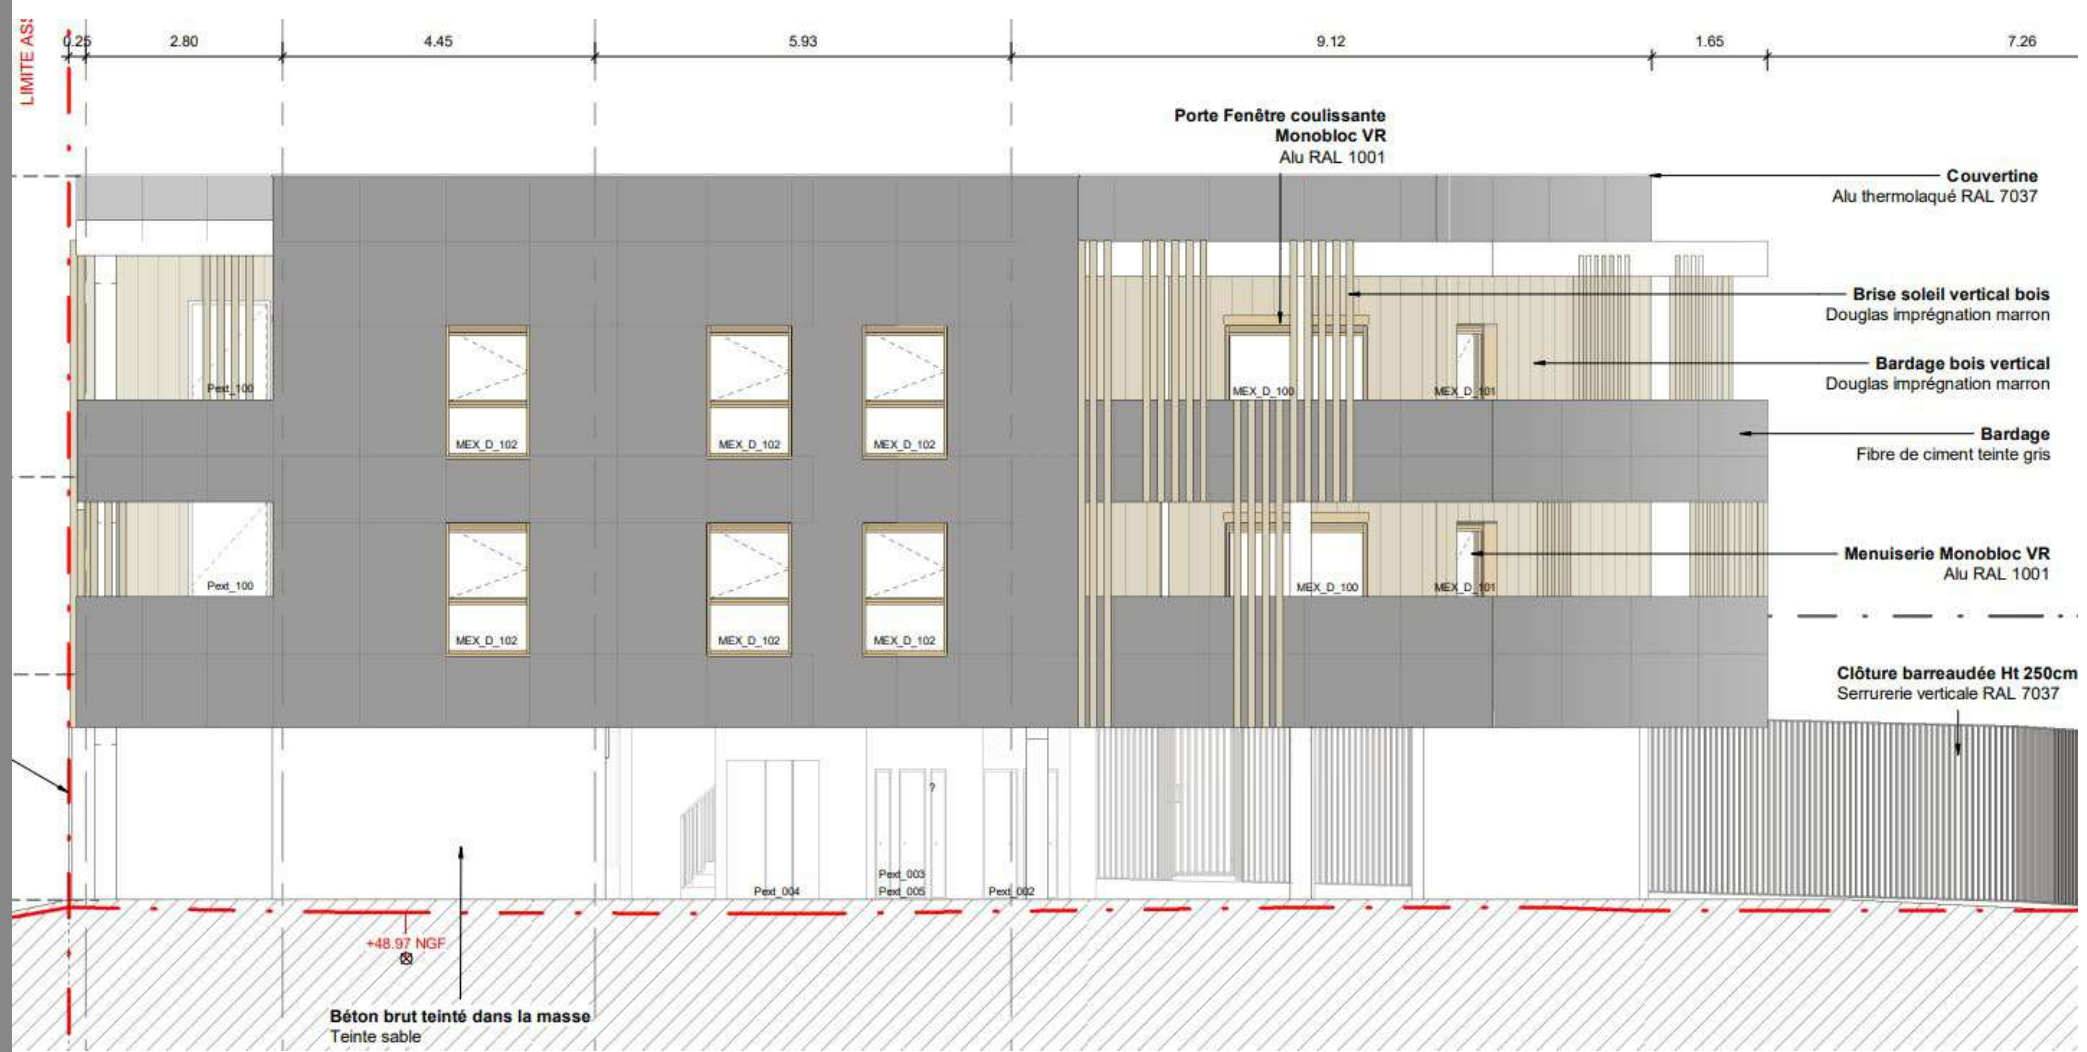 LIMITE ASS
0.25
2.80
4.45
5.93
9.12
1.65
7.26
Porte Fenêtre coulissante
Monobloc VR
Alu RAL 1001
Couvertine
Alu thermolaqué RAL 7037
Brise soleil vertical bois
Douglas imprégnation marron
Bardage bois vertical
Douglas imprégnation marron
Pext_100
MEX_D_100
MEX_D_101
Bardage
Fibre de ciment teinte gris
MEX_D_102
MEX_D_102
MEX_D_102
Menuiserie Monobloc VR
Alu RAL 1001
Pext_100
MEX_D_100
MEX_D_101
MEX_D_102
MEX_D_102
MEX_D_102
Clôture barreaudée Ht 250cm
Serrurerie verticale RAL 7037
?
Pext_003
Pext_004
Pext_005
Pext_002
+48.97 NGF
Béton brut teinté dans la masse
Teinte sable